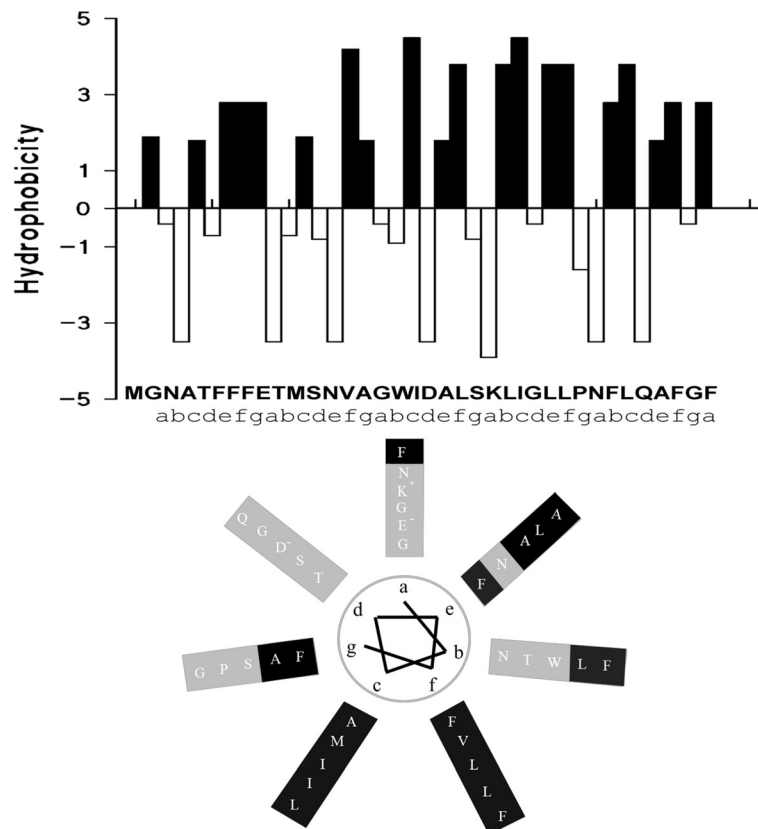 5
3
1
0
−1
−3
−5
Hydrophobicity
MGNATFFFETMSNVAGWIDALSKLIGLLPNFLQAFGF
abcdefgabcdefgabcdefgabcdefgabcdefga
F
N
K+
G
E-
G
Q G D- S T
F N A L A
a
d e
g b
c f
G P S A F
N T W L F
A
M
I
I
L
F
V
L
L
F